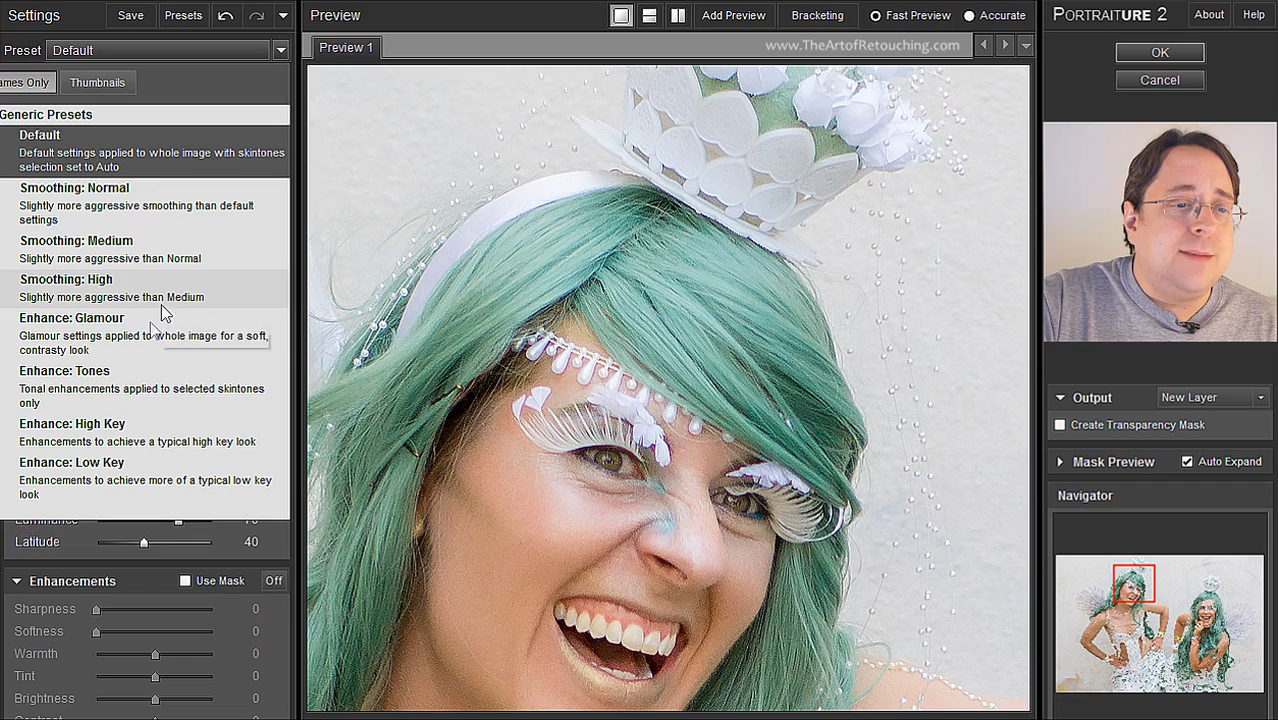 Settings
Save
Presets
Preset
Default
ames Only
Thumbnails
Generic Presets
Default
Default settings applied to whole image with skintones
selection set to Auto
Smoothing: Normal
Slightly more aggressive smoothing than default
settings
Smoothing: Medium
Slightly more aggressive than Normal
Smoothing: High
Slightly more aggressive than Medium
Enhance: Glamour
Glamour settings applied to whole image for a soft,
contrasty look
Enhance: Tones
Tonal enhancements applied to selected skintones
only
Enhance: High Key
Enhancements to achieve a typical high key look
Enhance: Low Key
Enhancements to achieve more of a typical low key
look
Luminance
Latitude 40
Enhancements
Use Mask
Off
Sharpness 0
Softness 0
Warmth 0
Tint 0
Brightness 0
Preview
Add Preview
Bracketing
Fast Preview
Accurate
Preview 1
www.TheArtofRetouching.com
PORTRAITURE 2
About
Help
OK
Cancel
Output
New Layer
Create Transparency Mask
Mask Preview
Auto Expand
Navigator